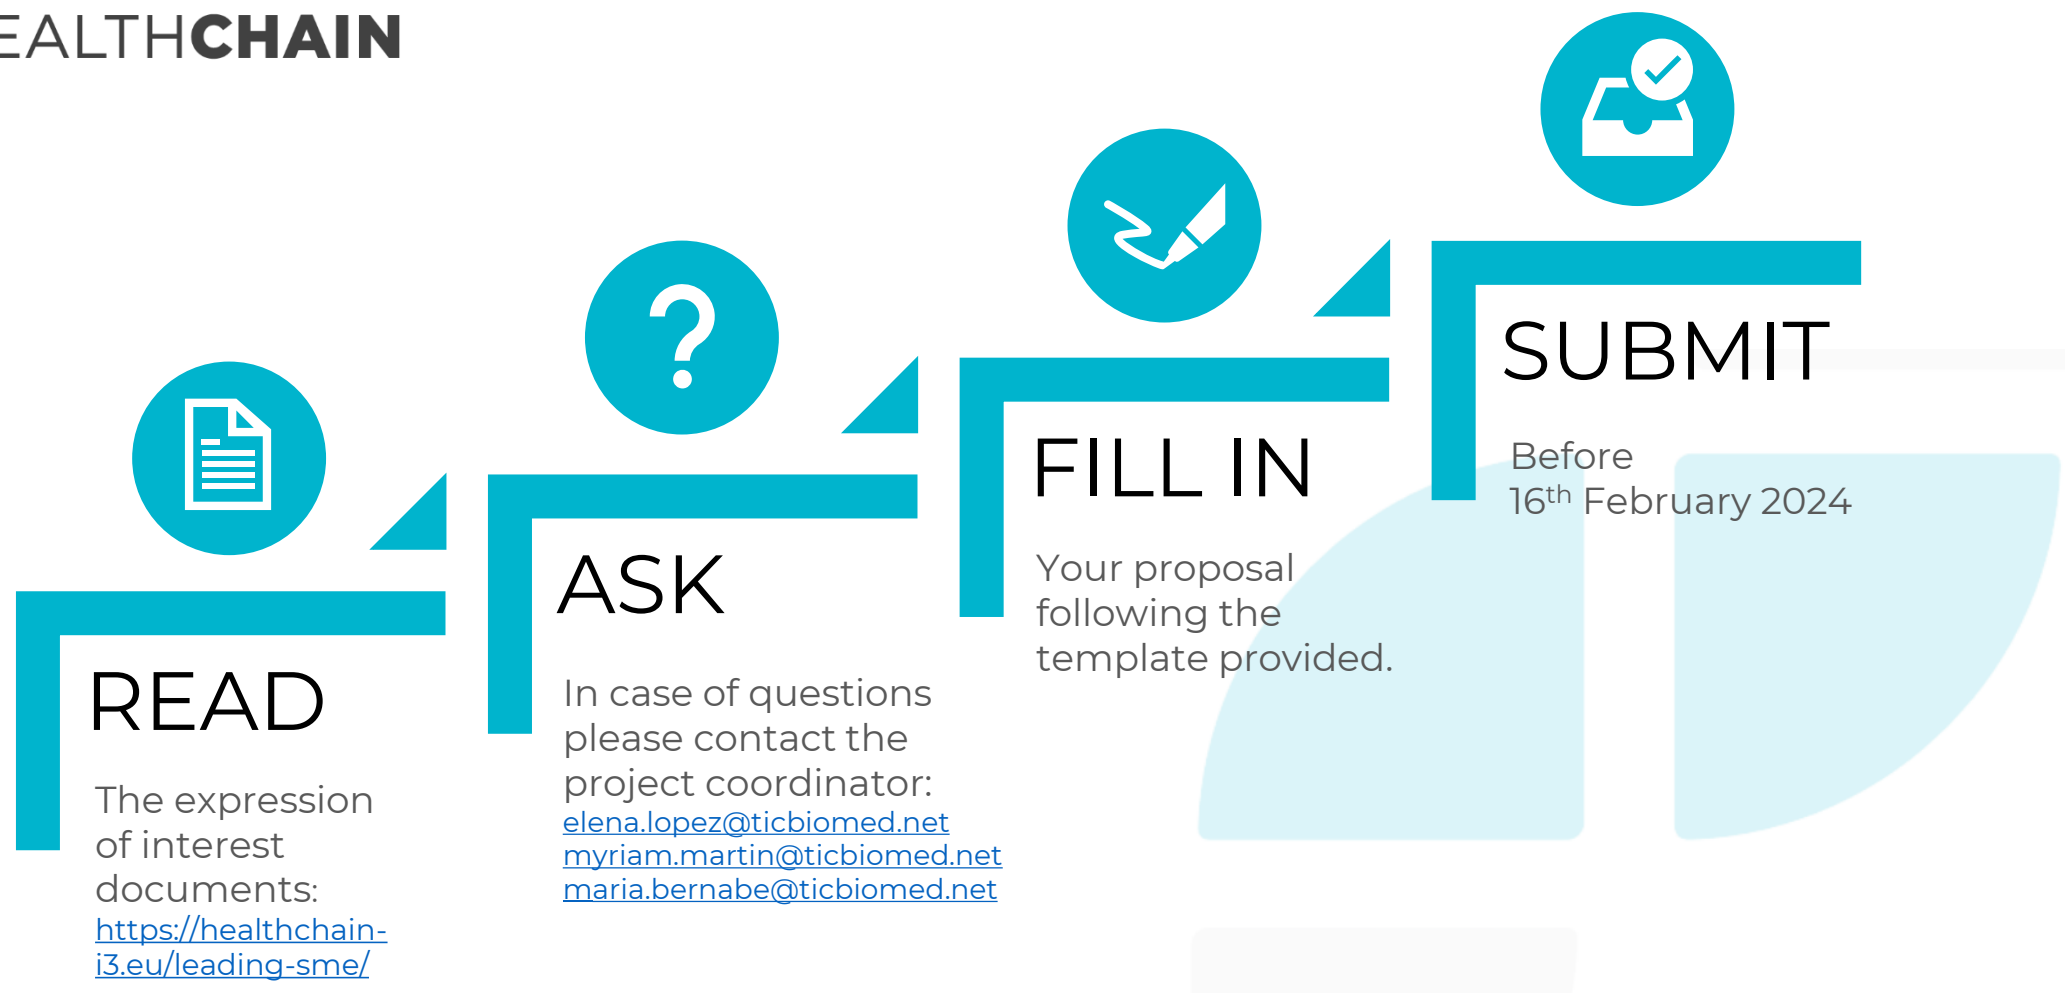 EALTHCHAIN
READ
The expression
of interest
documents:
https://healthchain-
i3.eu/leading-sme/
ASK
In case of questions
please contact the
project coordinator:
elena.lopez@ticbiomed.net
myriam.martin@ticbiomed.net
maria.bernabe@ticbiomed.net
FILL IN
Your proposal
following the
template provided.
SUBMIT
Before
16th February 2024